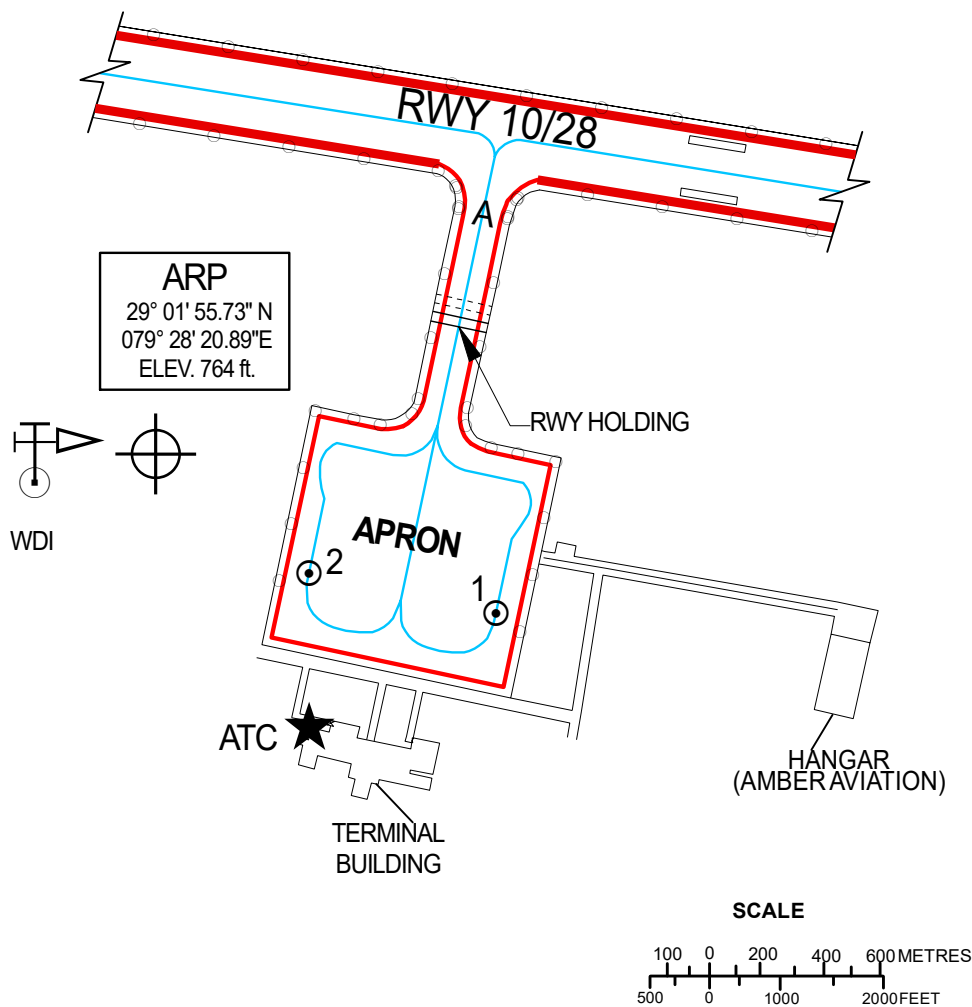 RWY 10/28
A
ARP
29° 01' 55.73" N
079° 28' 20.89"E
ELEV. 764 ft.
RWY HOLDING
WDI
APRON
2
1
ATC
HANGAR
(AMBER AVIATION)
TERMINAL
BUILDING
SCALE
100 0 200 400 600 METRES
500 0 1000 2000 FEET